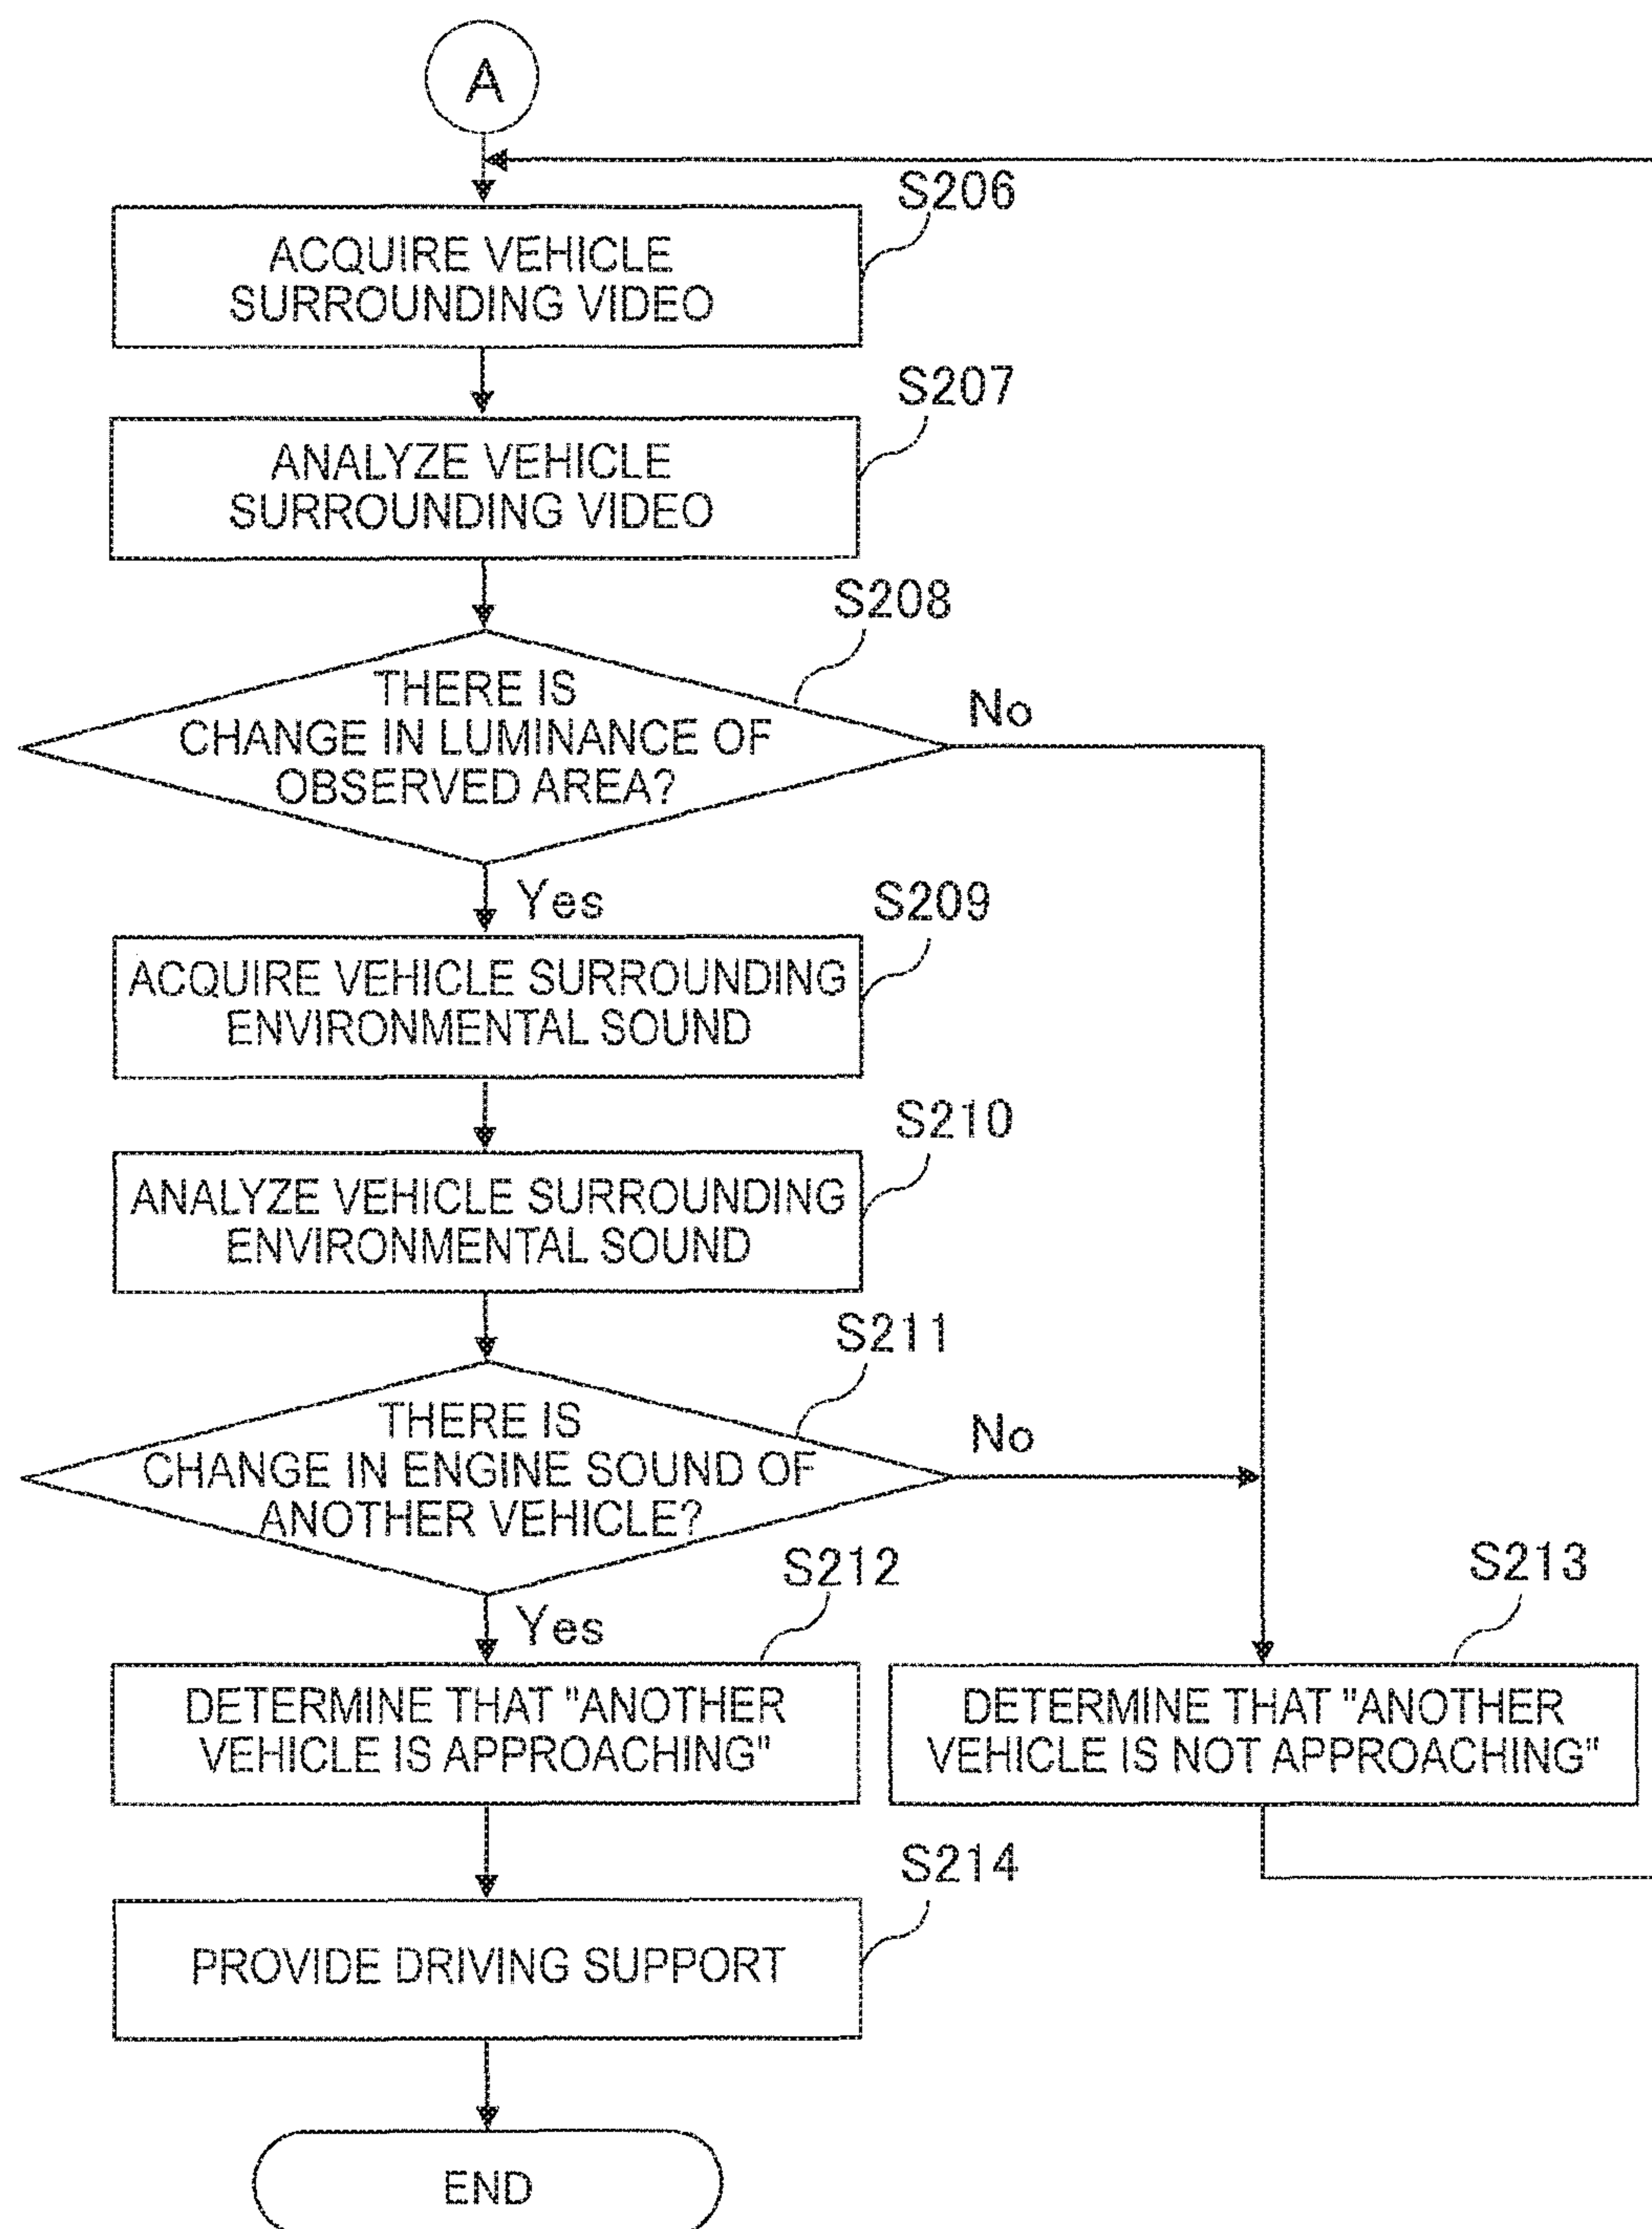 A
S206
ACQUIRE VEHICLE
SURROUNDING VIDEO
S207
ANALYZE VEHICLE
SURROUNDING VIDEO
S208
THERE IS
CHANGE IN LUMINANCE OF
OBSERVED AREA?
No
Yes
S209
ACQUIRE VEHICLE SURROUNDING
ENVIRONMENTAL SOUND
S210
ANALYZE VEHICLE SURROUNDING
ENVIRONMENTAL SOUND
S211
THERE IS
CHANGE IN ENGINE SOUND OF
ANOTHER VEHICLE?
No
Yes
S212
DETERMINE THAT "ANOTHER
VEHICLE IS APPROACHING"
S213
DETERMINE THAT "ANOTHER
VEHICLE IS NOT APPROACHING"
S214
PROVIDE DRIVING SUPPORT
END